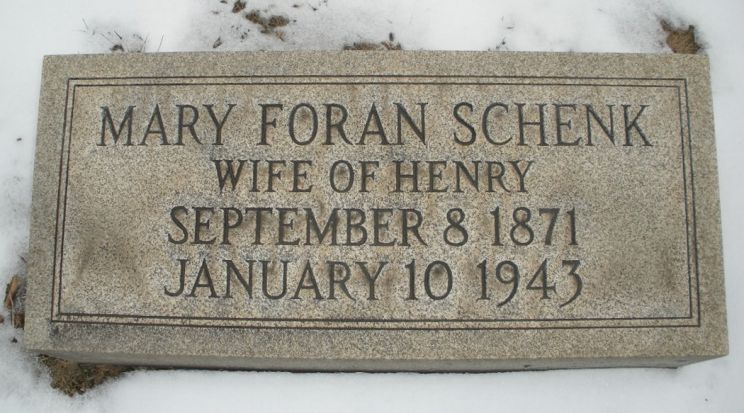 MARY FORAN SCHENK
WIFE OF HENRY
SEPTEMBER 8 1871
JANUARY 10 1943